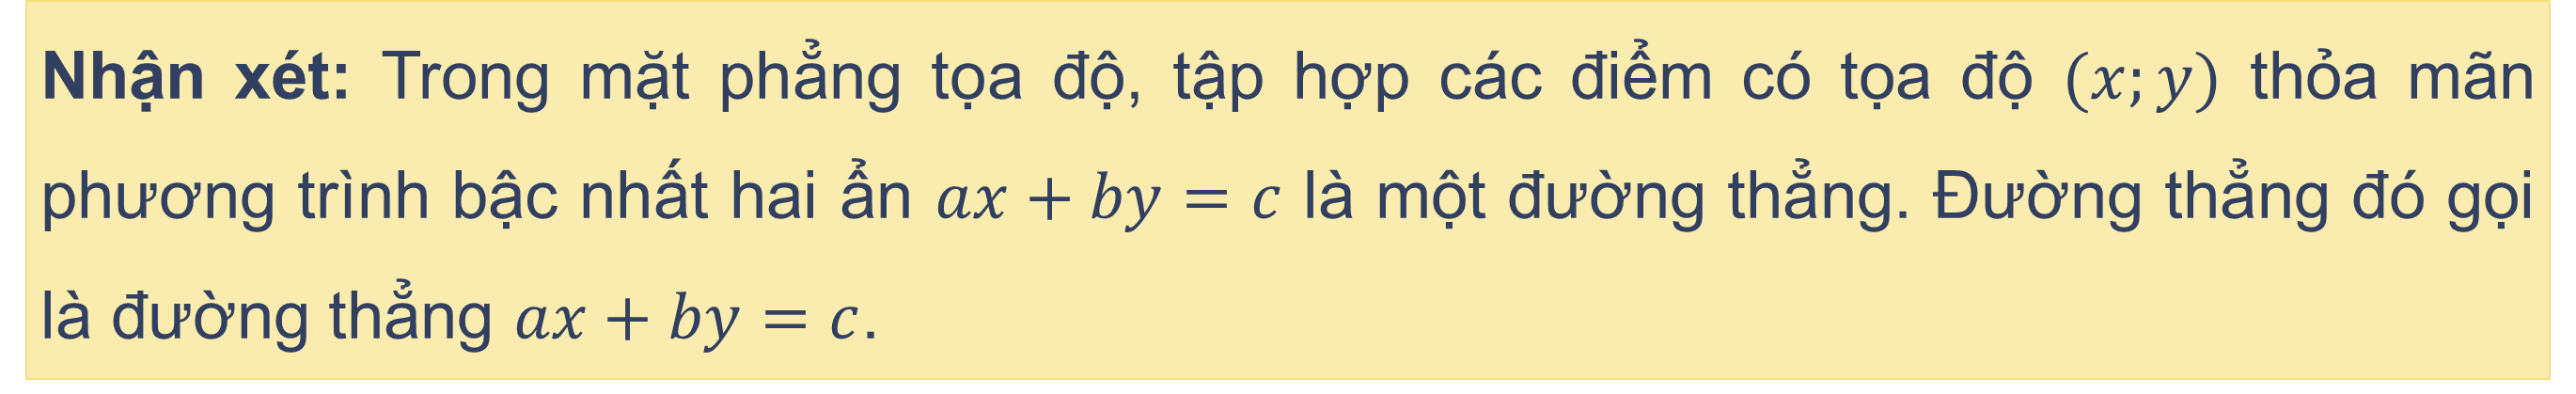 Nhận xét: Trong mặt phẳng tọa độ, tập hợp các điểm có tọa độ (x; y) thỏa mãn
phương trình bậc nhất hai ẩn ax + by = c là một đường thẳng. Đường thẳng đó gọi
là đường thẳng ax + by = c.